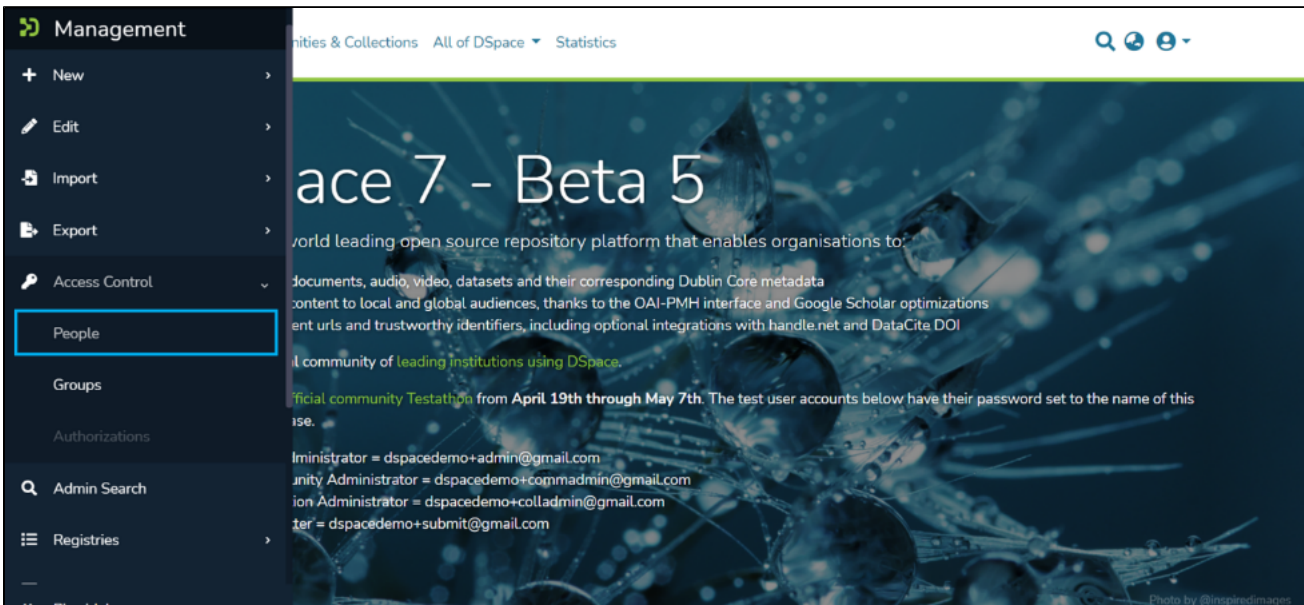 Management
New
Edit
Import
Export
Access Control
People
Groups
Authorizations
Admin Search
Registries
nities & Collections All of DSpace Statistics
ace 7 - Beta 5
world leading open source repository platform that enables organisations to:
documents, audio, video, datasets and their corresponding Dublin Core metadata
content to local and global audiences, thanks to the OAI-PMH interface and Google Scholar optimizations
ent urls and trustworthy identifiers, including optional integrations with handle.net and DataCite DOI
l community of leading institutions using DSpace.
fficial community Testathon from April 19th through May 7th. The test user accounts below have their password set to the name of this
ase.
dministrator = dspacedemo+admin@gmail.com
unity Administrator = dspacedemo+commadmin@gmail.com
ion Administrator = dspacedemo+colladmin@gmail.com
ter = dspacedemo+submit@gmail.com
Photo by @inspiredimages